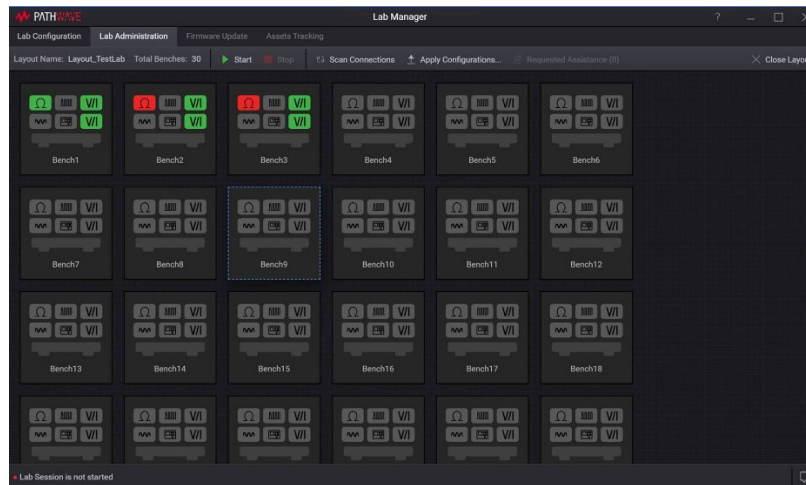 PATHWAVE Lab Manager ?
Lab Configuration Lab Administration Firmware Update Assets Tracking
Layout Name: Layout_TestLab Total Benches: 30 Start Stop Scan Connections Apply Configurations... Requested Assistance (0) Close Layo
Ω V/I Ω V/I Ω V/I Ω V/I Ω V/I Ω V/I
V/I V/I V/I V/I V/I V/I
Bench1 Bench2 Bench3 Bench4 Bench5 Bench6
Ω V/I Ω V/I Ω V/I Ω V/I Ω V/I Ω V/I
V/I V/I V/I V/I V/I V/I
Bench7 Bench8 Bench9 Bench10 Bench11 Bench12
Ω V/I Ω V/I Ω V/I Ω V/I Ω V/I Ω V/I
V/I V/I V/I V/I V/I V/I
Bench13 Bench14 Bench15 Bench16 Bench17 Bench18
Ω V/I Ω V/I Ω V/I Ω V/I Ω V/I Ω V/I
V/I V/I V/I V/I V/I V/I
Lab Session is not started